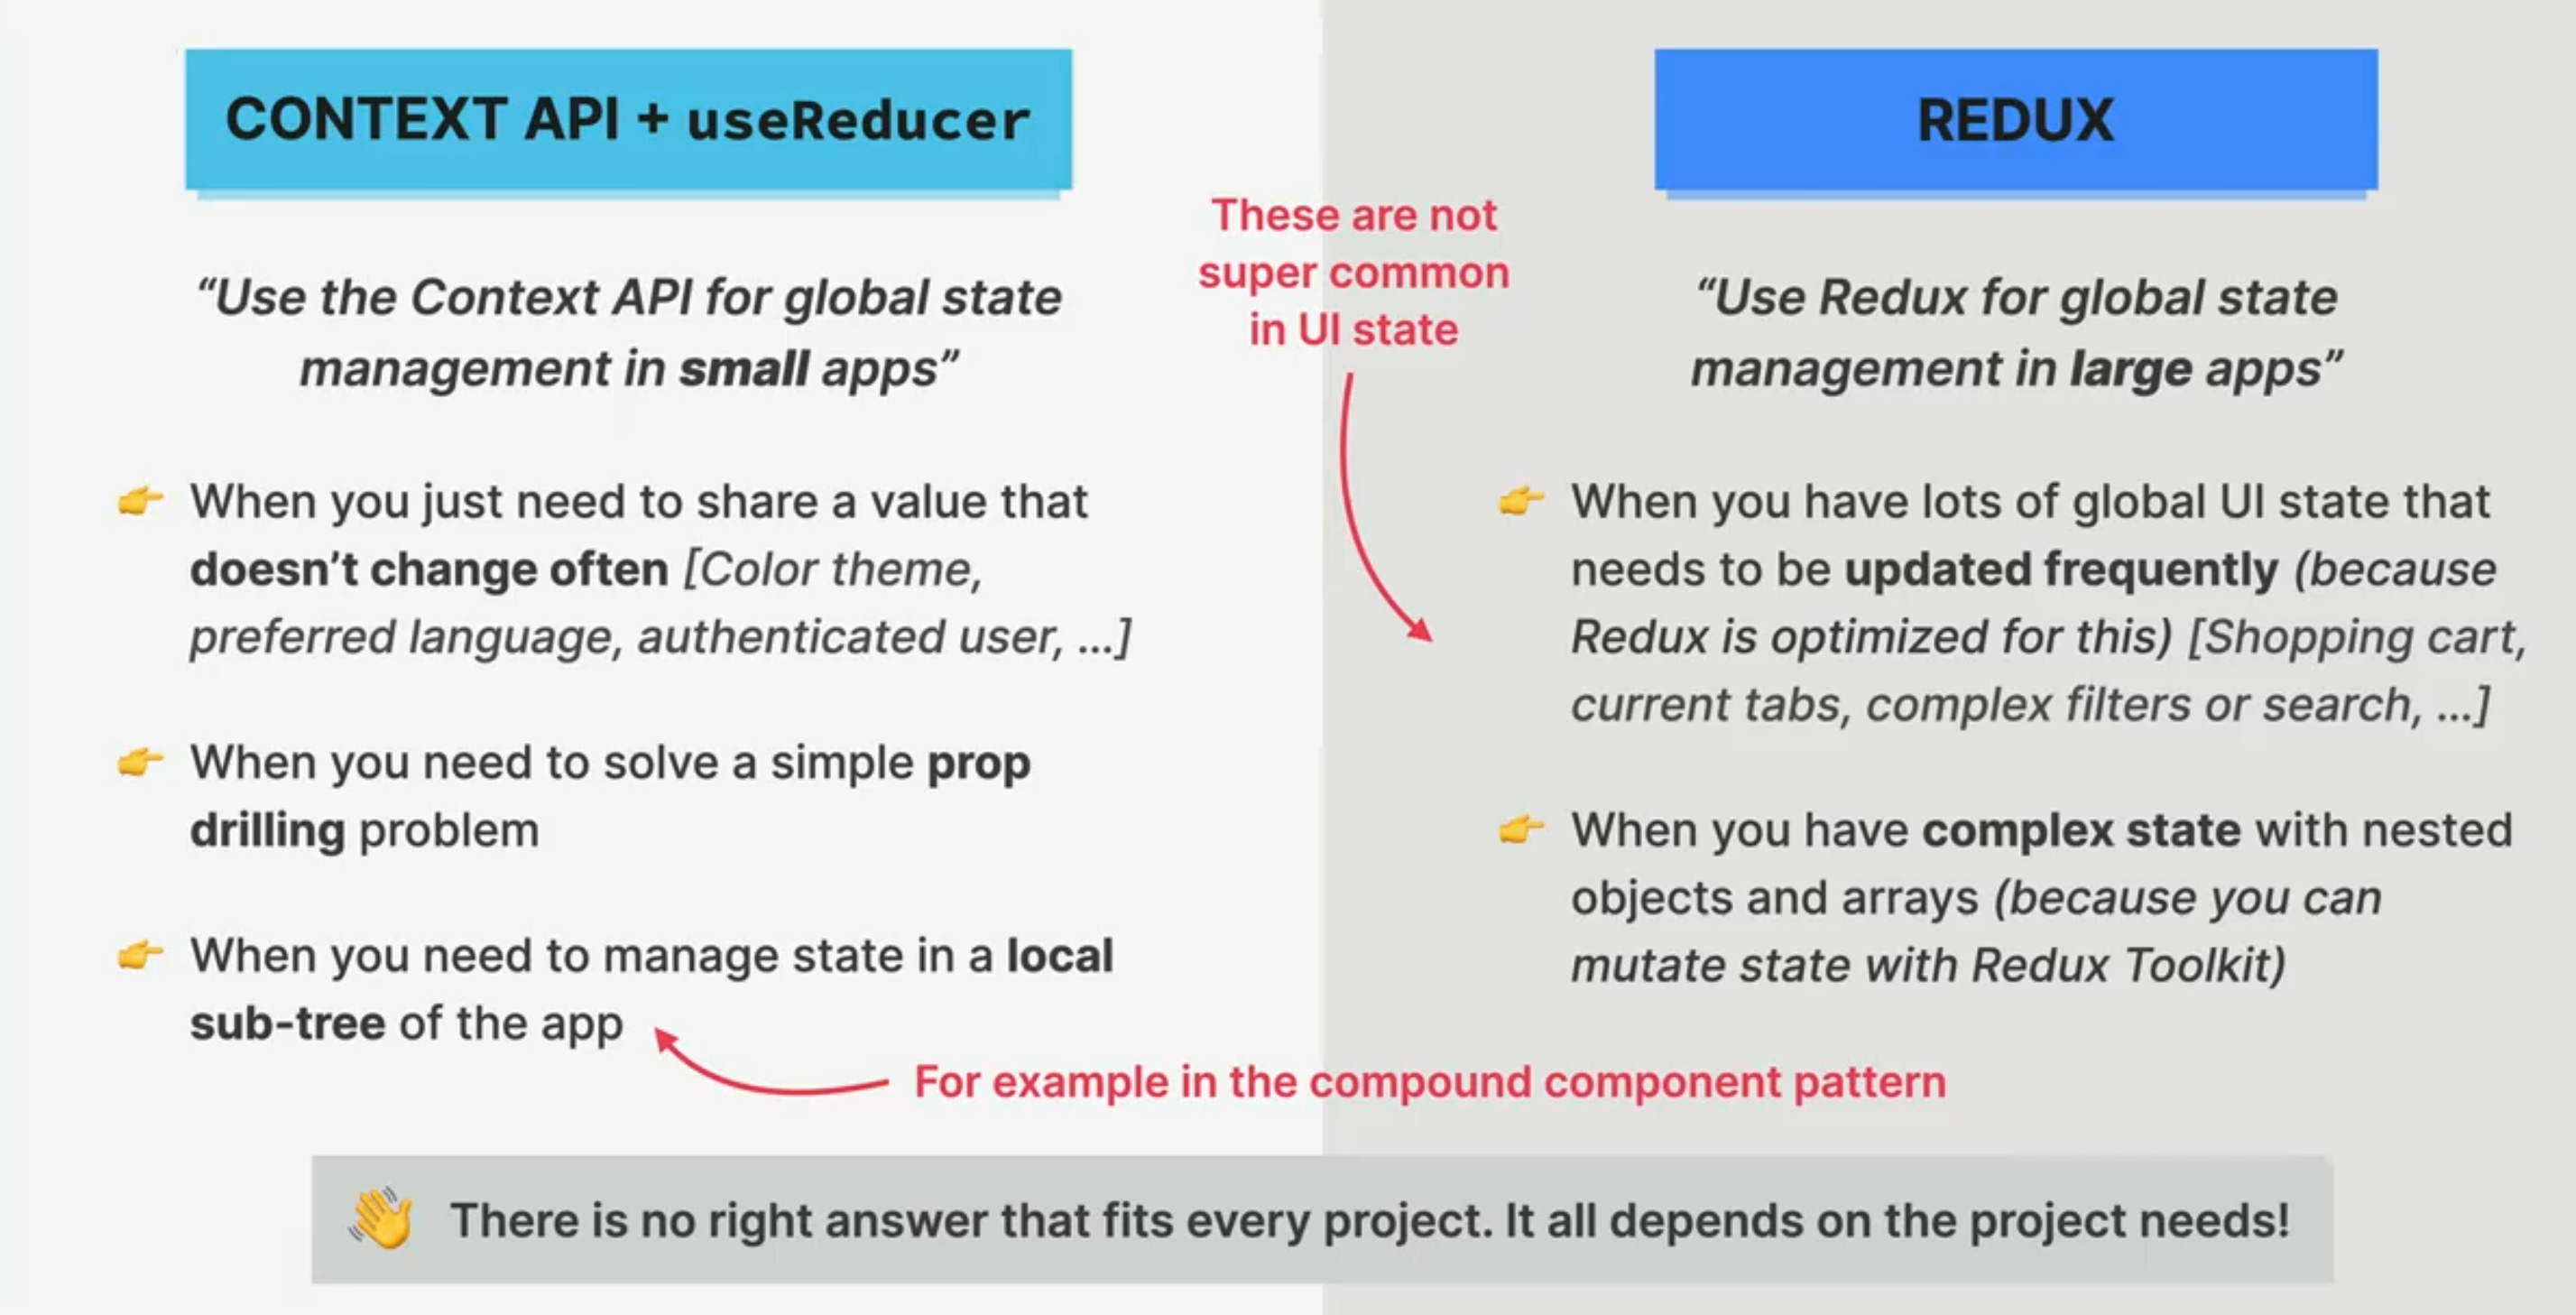 CONTEXT API + useReducer
“Use the Context API for global state
management in small apps”
When you just need to share a value that
doesn’t change often [Color theme,
preferred language, authenticated user, …]
When you need to solve a simple prop
drilling problem
When you need to manage state in a local
sub-tree of the app
These are not
super common
in UI state
REDUX
“Use Redux for global state
management in large apps”
When you have lots of global UI state that
needs to be updated frequently (because
Redux is optimized for this) [Shopping cart,
current tabs, complex filters or search, …]
When you have complex state with nested
objects and arrays (because you can
mutate state with Redux Toolkit)
For example in the compound component pattern
There is no right answer that fits every project. It all depends on the project needs!